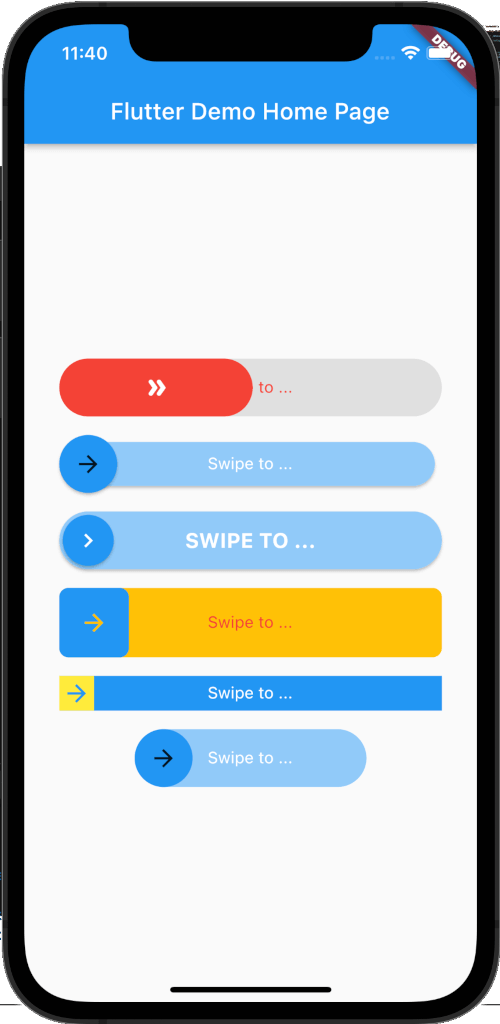 11:40
DEBUG
Flutter Demo Home Page
to ...
Swipe to ...
SWIPE TO ...
Swipe to ...
Swipe to ...
Swipe to ...